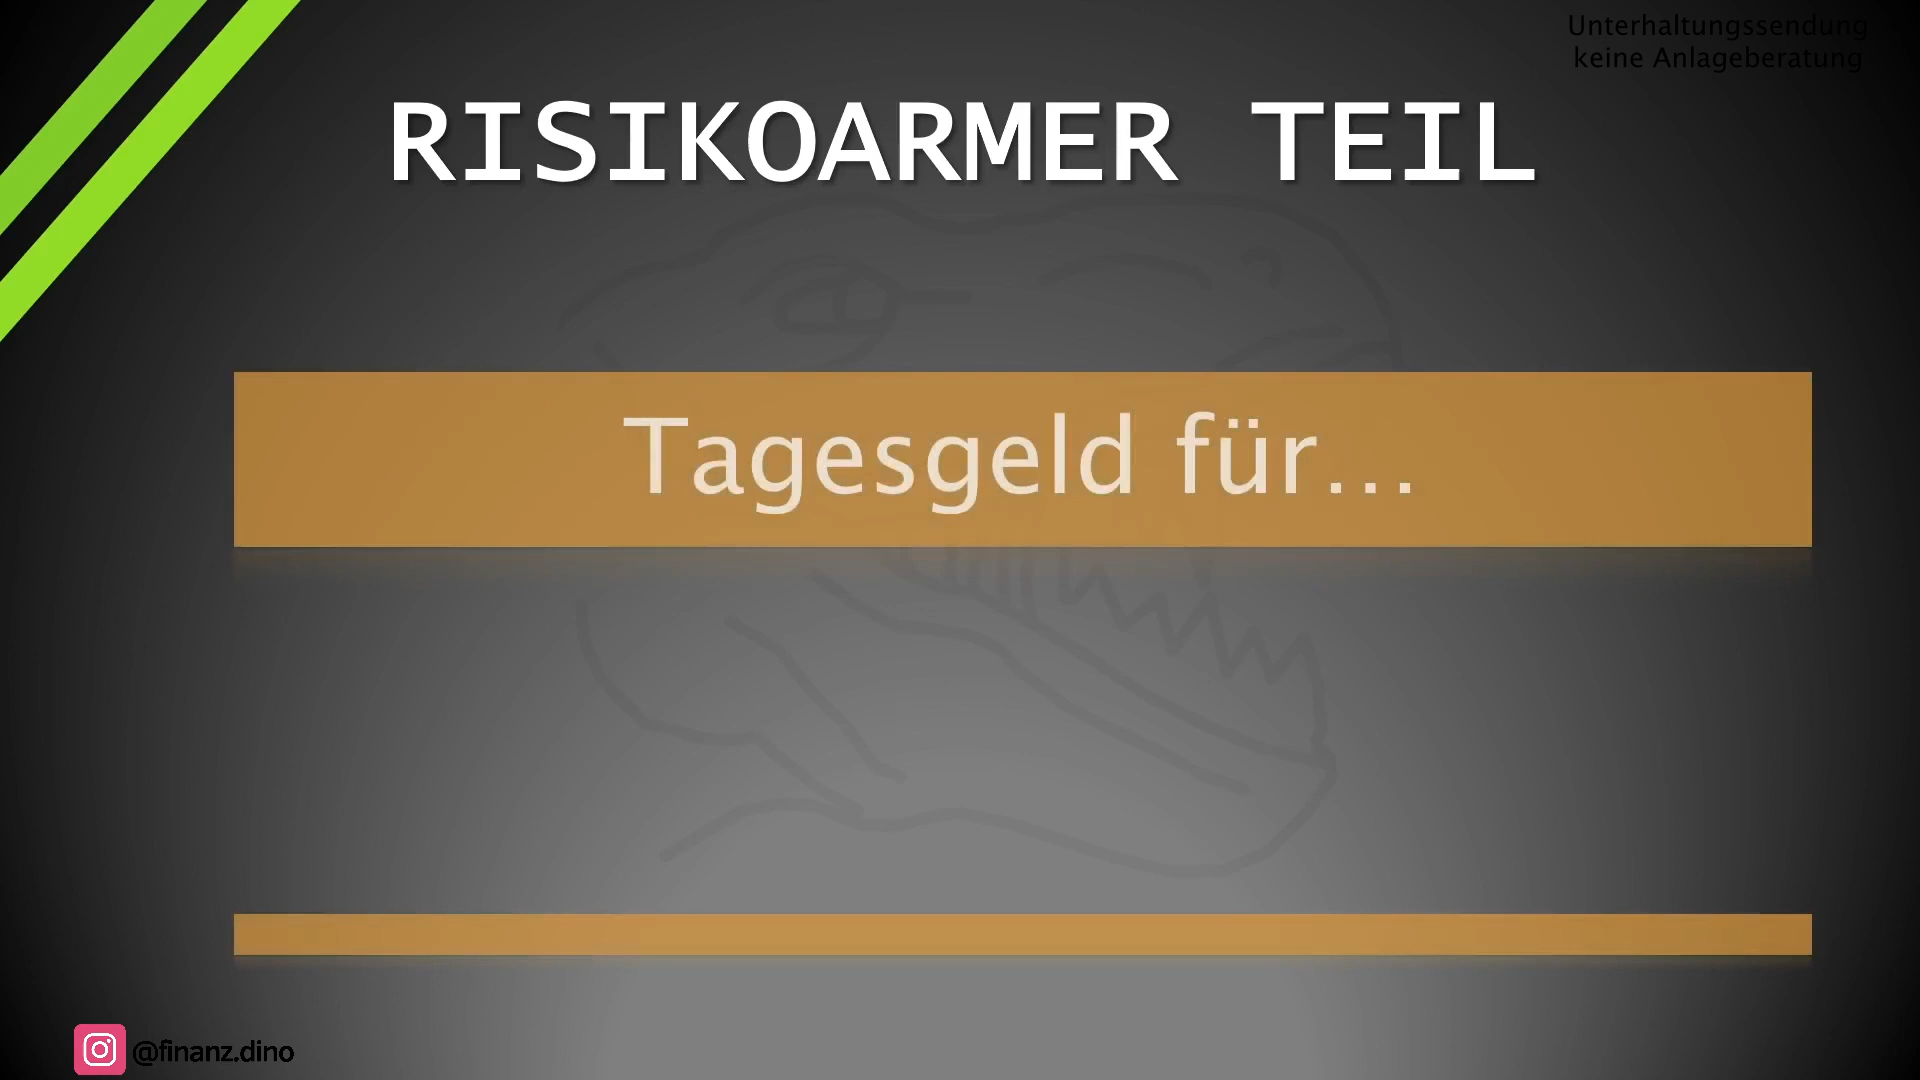 Unterhaltungssendung
keine Anlageberatung
RISIKOARMER TEIL
Tagesgeld für...
@finanz.dino